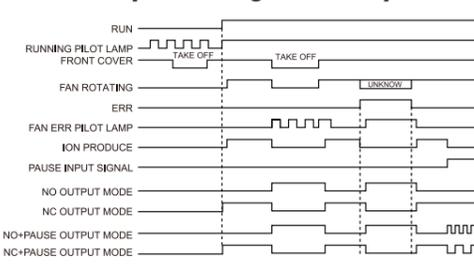 RUN
RUNNING PILOT LAMP
FRONT COVER
TAKE OFF
TAKE OFF
FAN ROTATING
UNKNOW
ERR
FAN ERR PILOT LAMP
ION PRODUCE
PAUSE INPUT SIGNAL
NO OUTPUT MODE
NC OUTPUT MODE
NO+PAUSE OUTPUT MODE
NC+PAUSE OUTPUT MODE